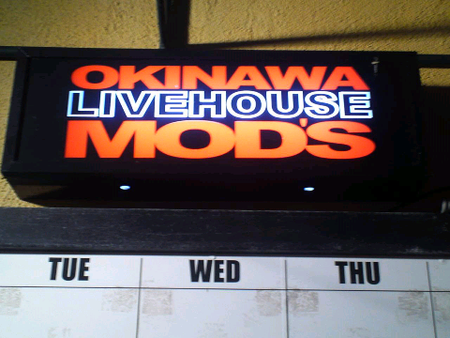 OKINAWA
LIVEHOUSE
MOD'S
TUE WED THU